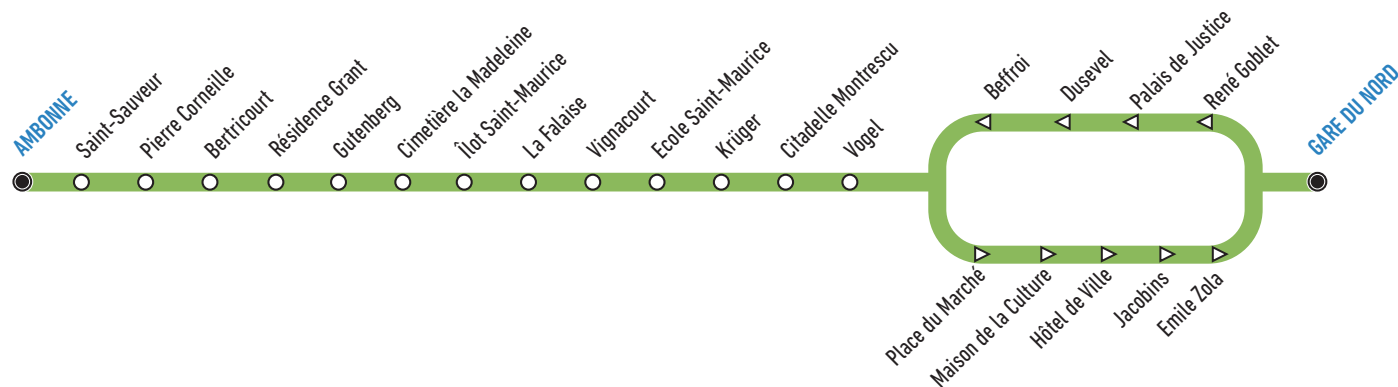 AMBONNE
Saint-Sauveur
Pierre Corneille
Bertricourt
Résidence Grant
Gutenberg
Cimetière la Madeleine
Îlot Saint-Maurice
La Falaise
Vignacourt
Ecole Saint-Maurice
Krüger
Citadelle Montrescu
Vogel
Beffroi
Dusevel
Palais de Justice
René Goblet
GARE DU NORD
Place du Marché
Maison de la Culture
Hôtel de Ville
Jacobins
Emile Zola